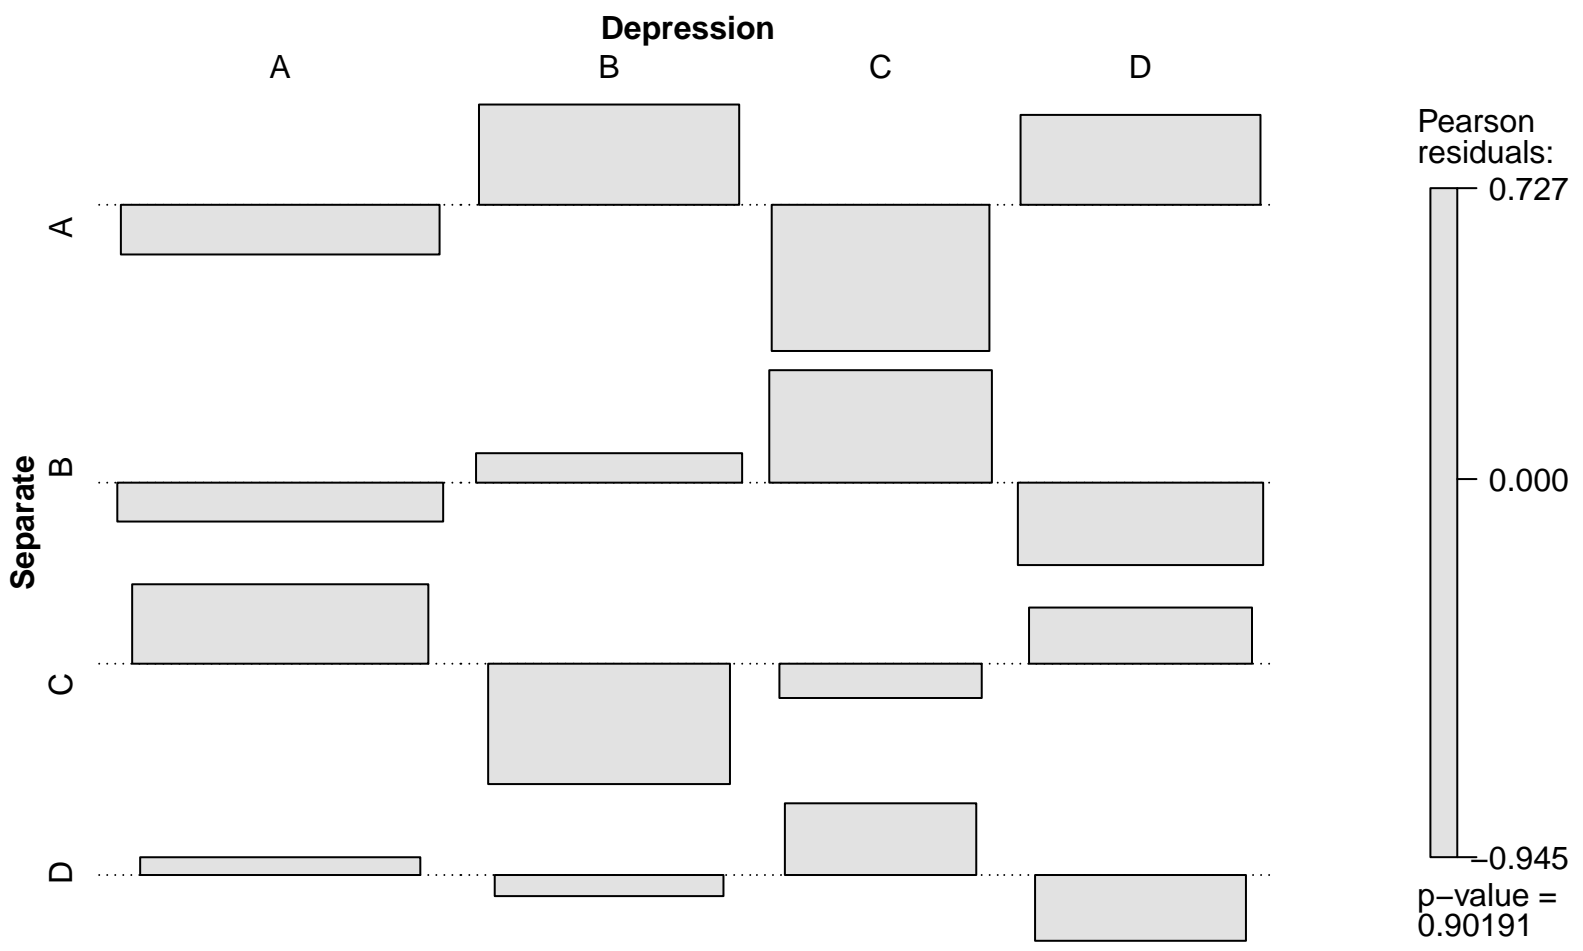 Depression
A B C D
Separate
A
B
C
D
Pearson
residuals:
0.727
0.000
−0.945
p−value =
0.90191